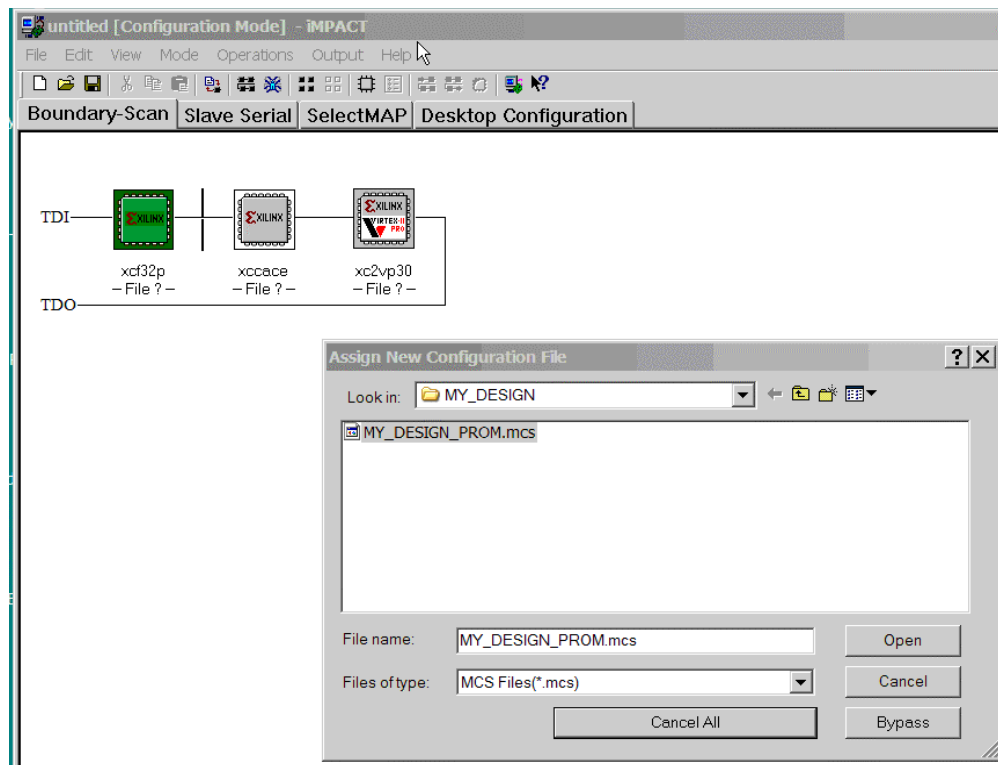 untitled [Configuration Mode] - iMPACT
File Edit View Mode Operations Output Help
Boundary-Scan Slave Serial SelectMAP Desktop Configuration
TDI
XILINX
XILINX
XILINX
VIRTEX-II
PRO
xcf32p xccace xc2vp30
– File ? – – File ? – – File ? –
TDO
Assign New Configuration File
Look in: MY_DESIGN
MY_DESIGN_PROM.mcs
File name: MY_DESIGN_PROM.mcs Open
Files of type: MCS Files(*.mcs) Cancel
Cancel All Bypass